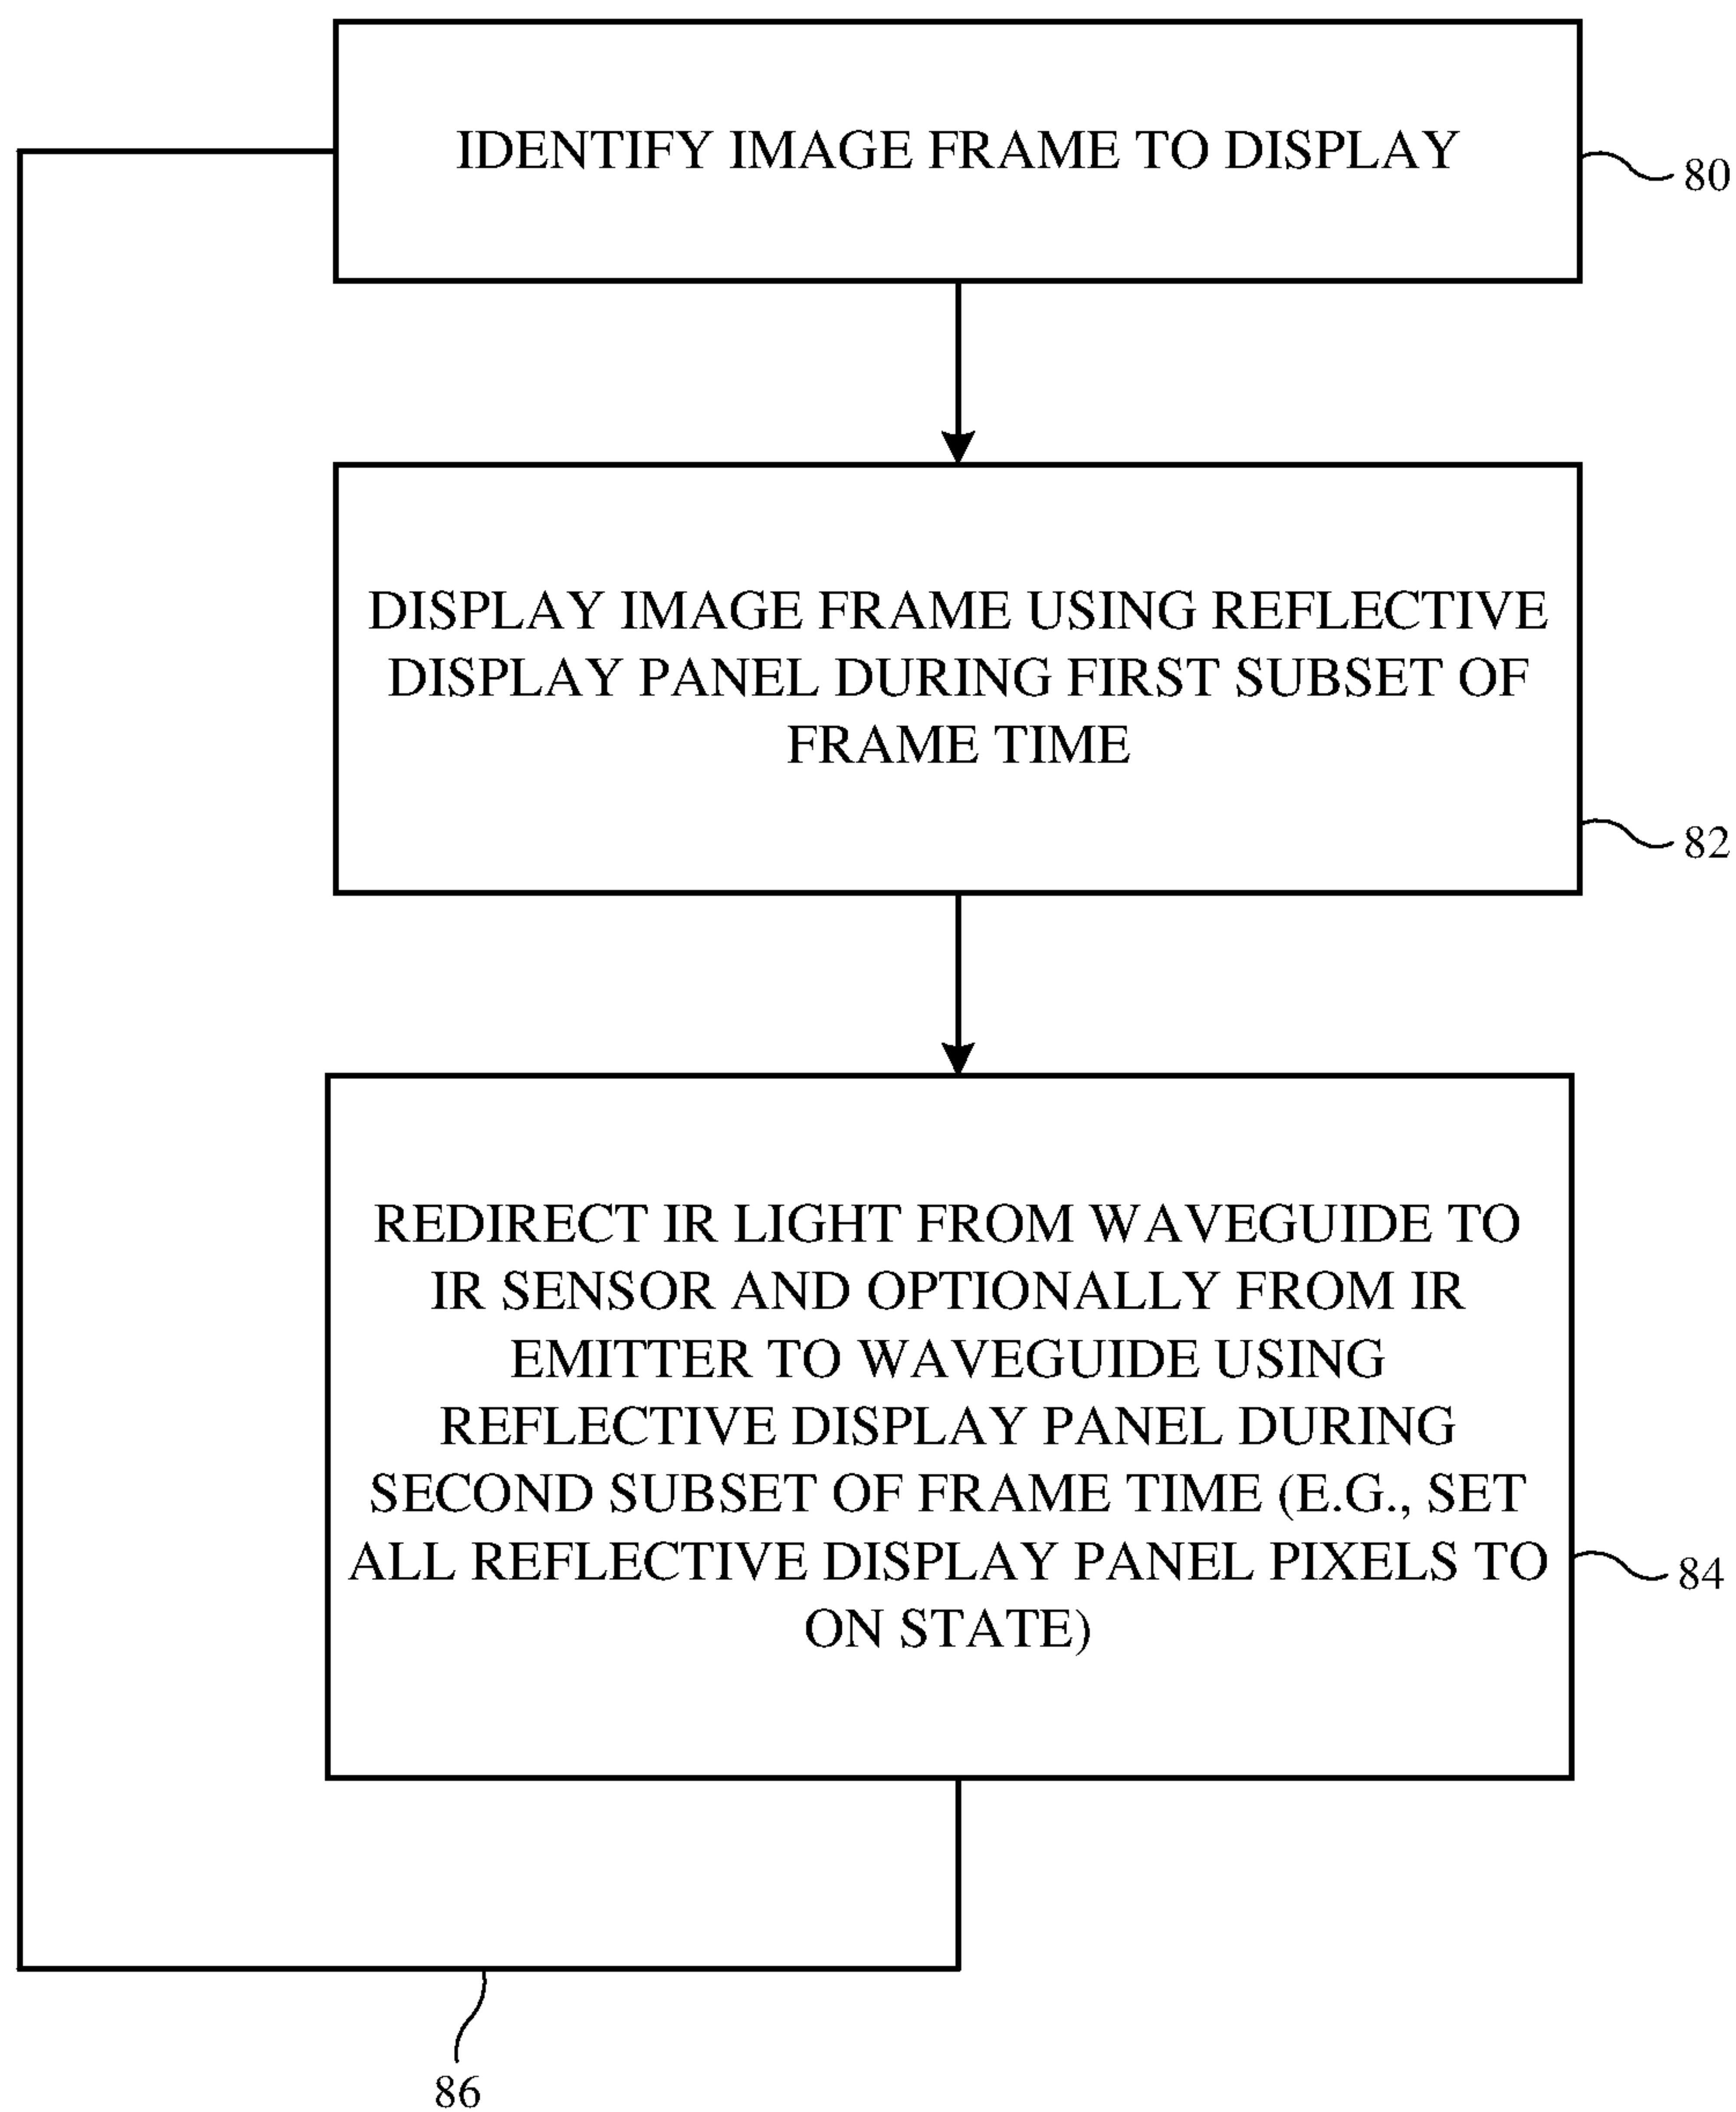 IDENTIFY IMAGE FRAME TO DISPLAY
80
DISPLAY IMAGE FRAME USING REFLECTIVE
DISPLAY PANEL DURING FIRST SUBSET OF
FRAME TIME
82
REDIRECT IR LIGHT FROM WAVEGUIDE TO
IR SENSOR AND OPTIONALLY FROM IR
EMITTER TO WAVEGUIDE USING
REFLECTIVE DISPLAY PANEL DURING
SECOND SUBSET OF FRAME TIME (E.G., SET
ALL REFLECTIVE DISPLAY PANEL PIXELS TO
ON STATE)
84
86